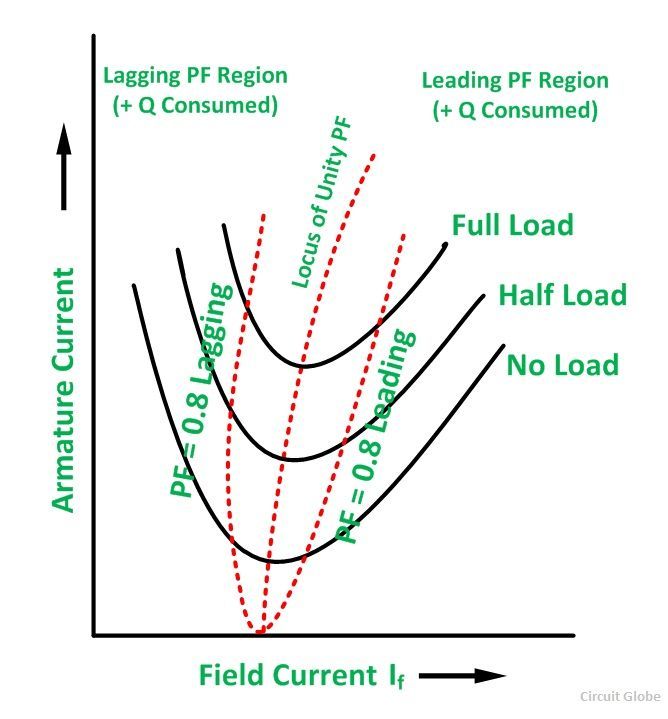 Lagging PF Region
(+ Q Consumed)
Leading PF Region
(+ Q Consumed)
Locus of Unity PF
Full Load
Half Load
No Load
PF = 0.8 Lagging
PF = 0.8 Leading
Armature Current
Field Current If
Circuit Globe